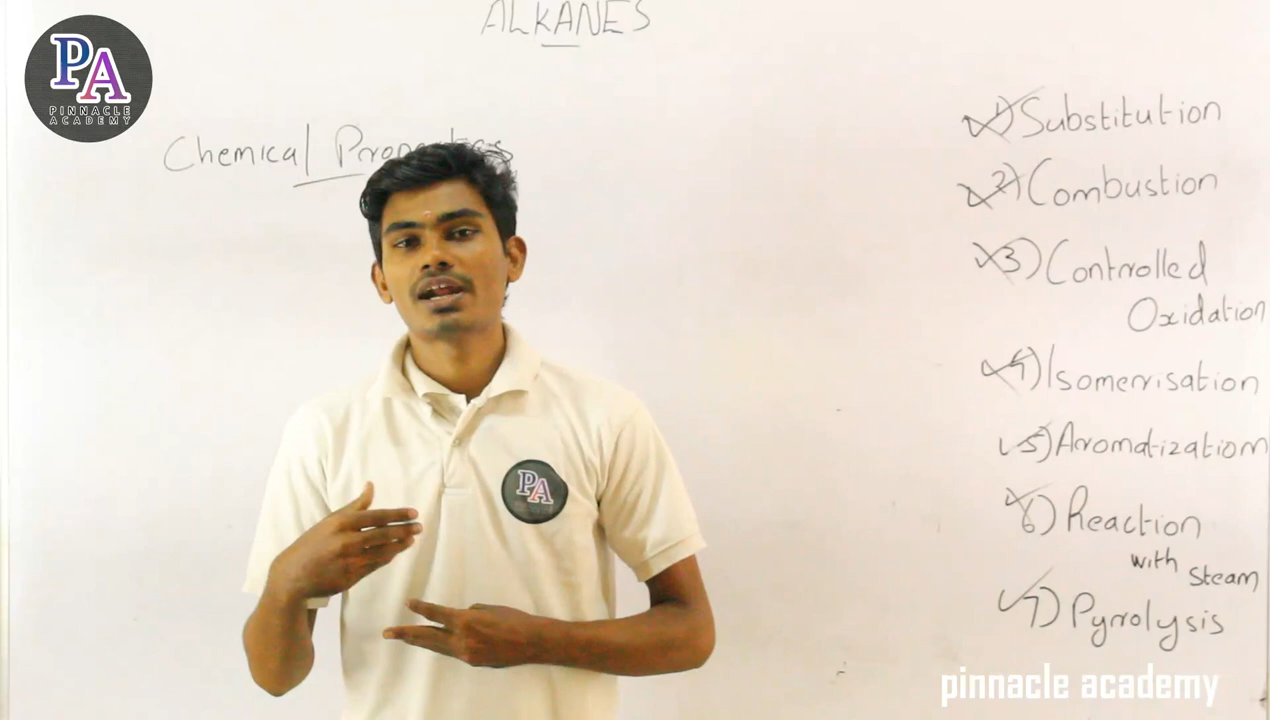 ALKANES
PA
PINNACLE
ACADEMY
Chemical Properties
1) Substitution
2) Combustion
3) Controlled
Oxidation
4) Isomerisation
5) Aromatization
6) Reaction
with steam
7) Pyrolysis
PA
pinnacle academy